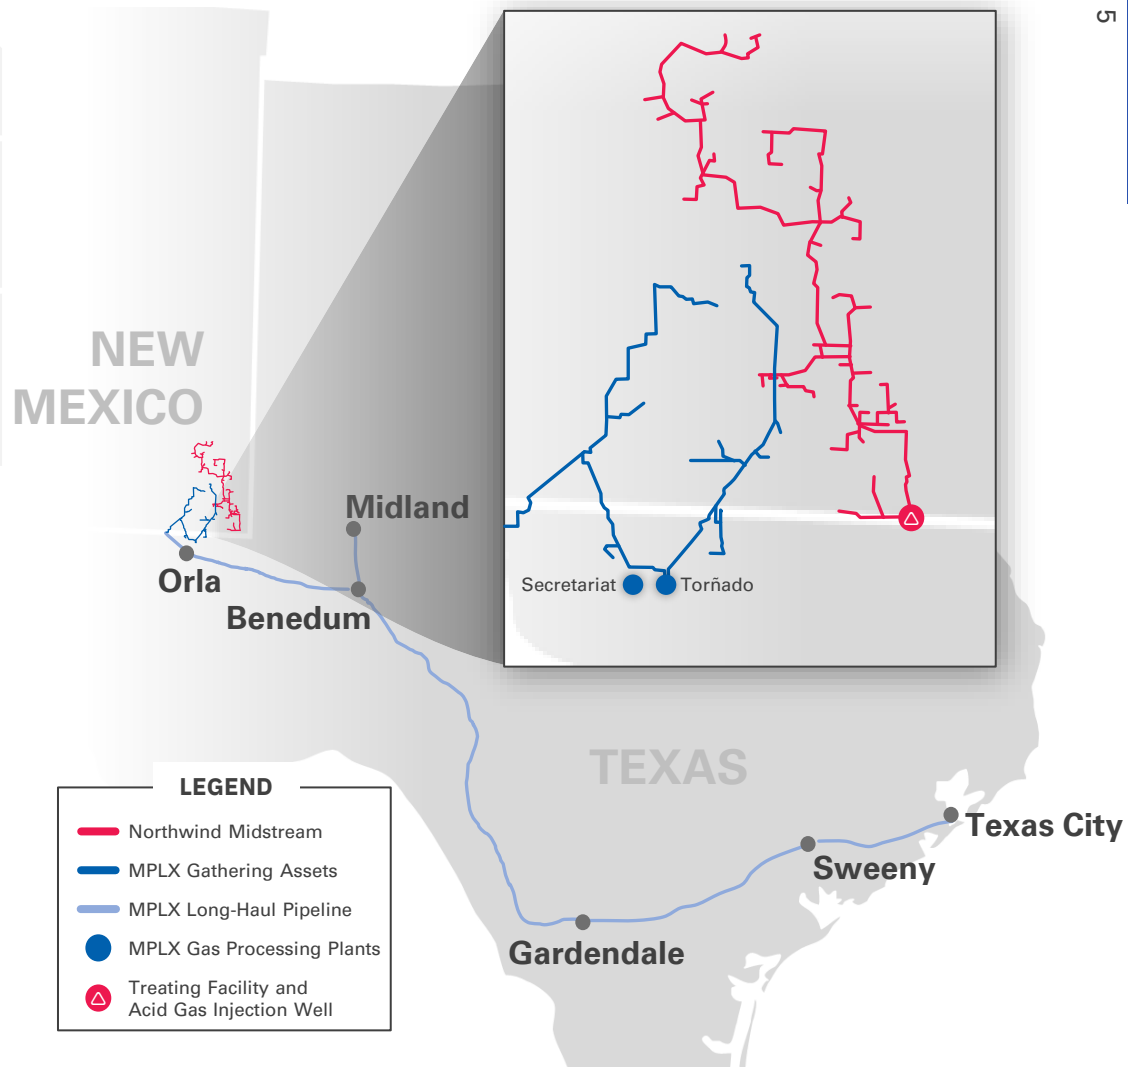 5
NEW
MEXICO
Secretariat
Torñado
Midland
Orla
Benedum
TEXAS
Texas City
Sweeny
Gardendale
LEGEND
Northwind Midstream
MPLX Gathering Assets
MPLX Long-Haul Pipeline
MPLX Gas Processing Plants
Treating Facility and
Acid Gas Injection Well